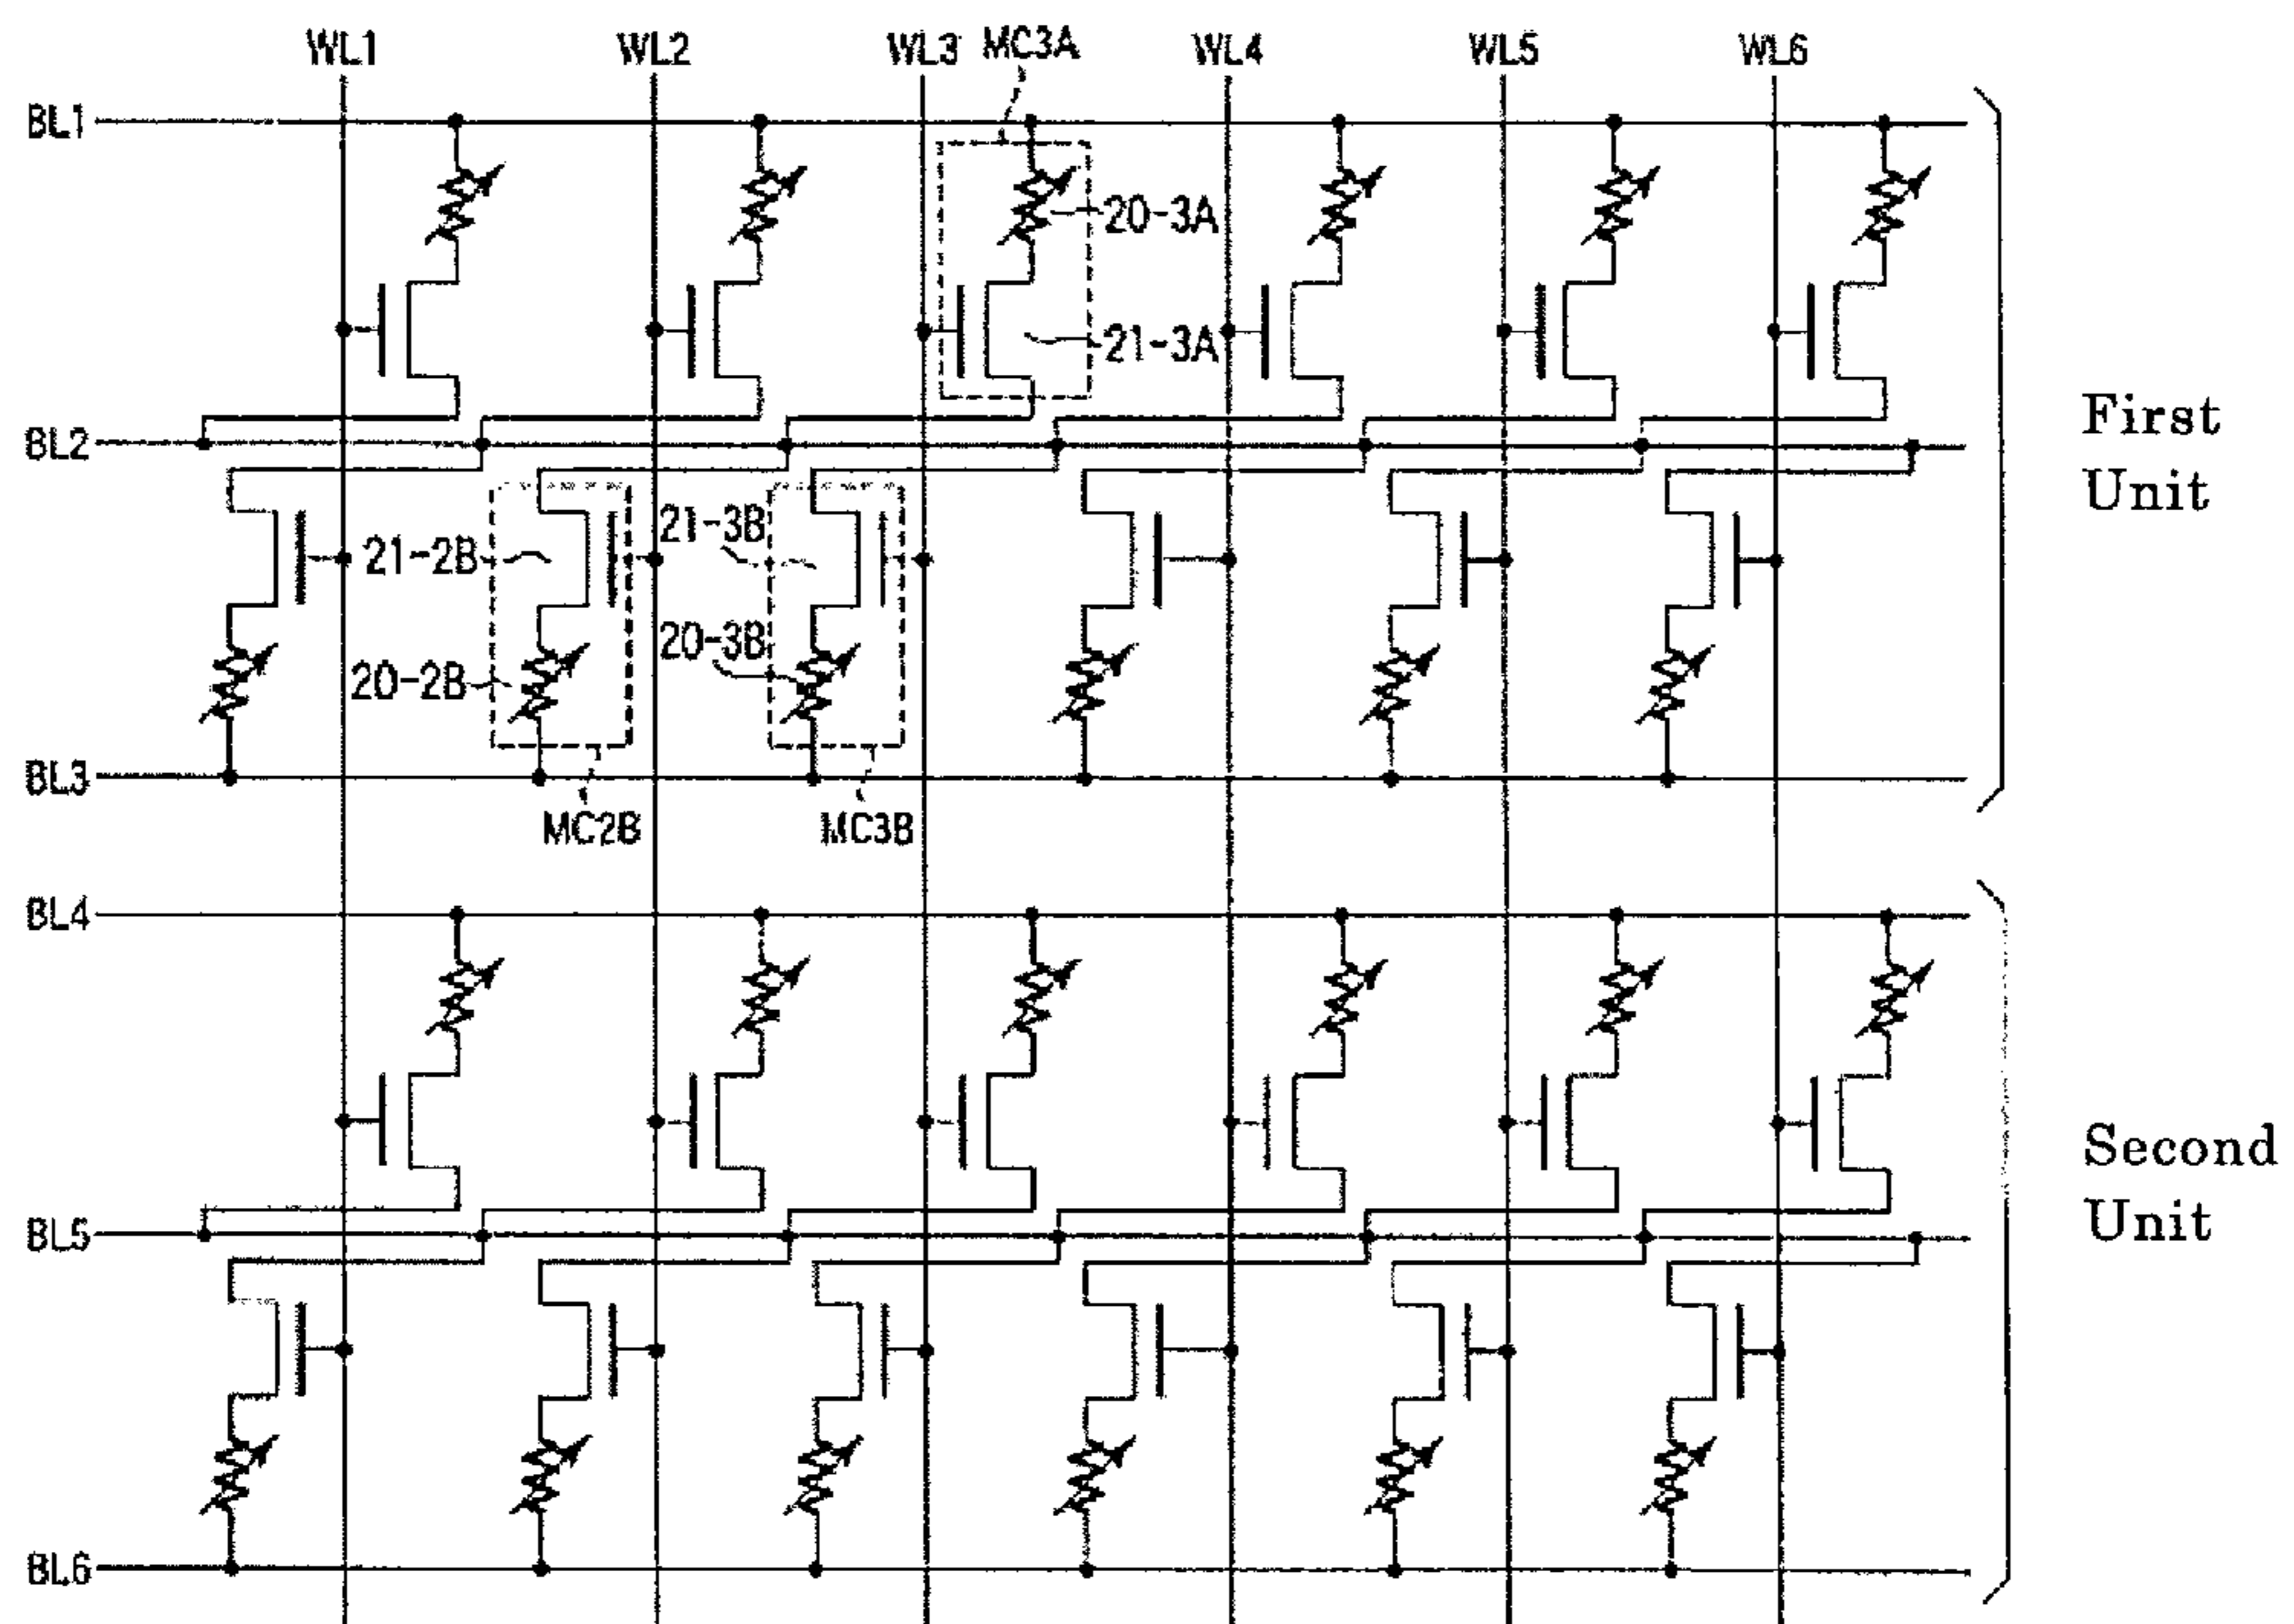 WL1 WL2 WL3 MC3A WL4 WL5 WL6
BL1
20-3A
21-3A
First
Unit
BL2
21-2B
21-3B
20-3B
20-2B
BL3
MC2B MC3B
BL4
Second
Unit
BL5
BL6